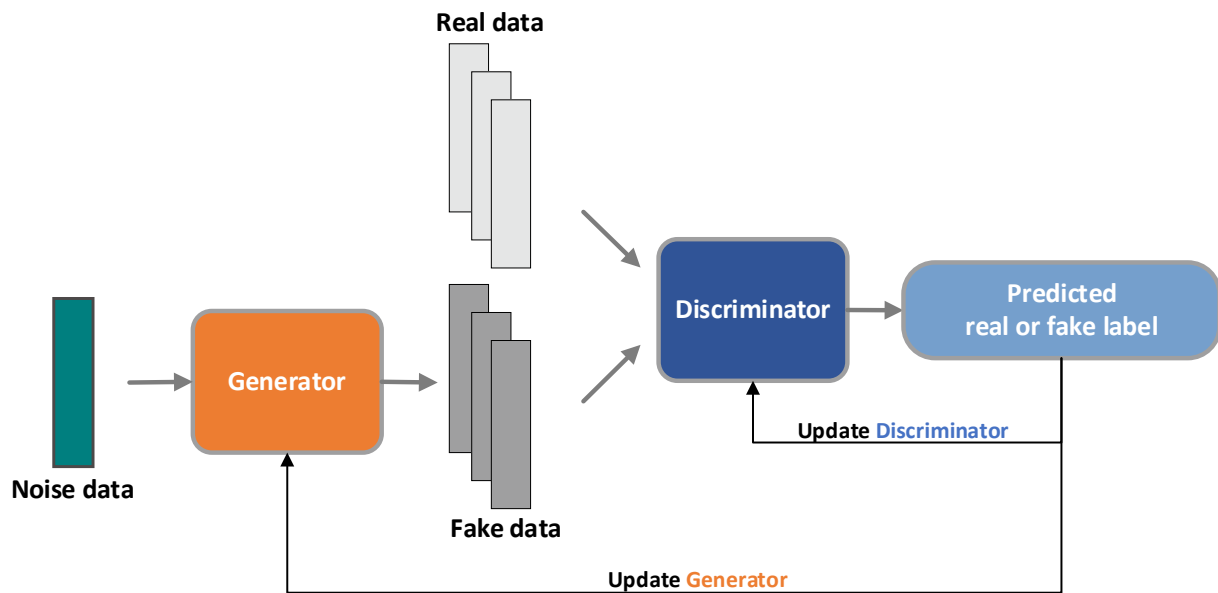 Real data
Discriminator
Predicted
real or fake label
Generator
Update Discriminator
Noise data
Fake data
Update Generator